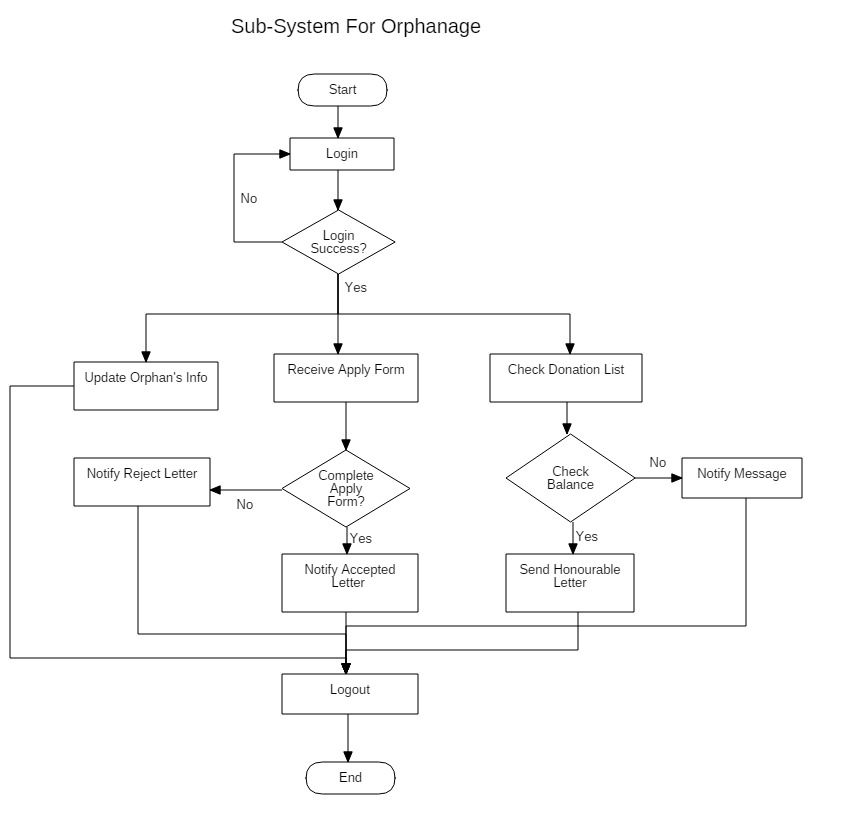 Sub-System For Orphanage
Start
Login
No
Login
Success?
Yes
Update Orphan's Info
Receive Apply Form
Check Donation List
Notify Reject Letter
No
Complete
Apply
Form?
Check
Balance
No
Notify Message
Yes
Yes
Notify Accepted
Letter
Send Honourable
Letter
Logout
End